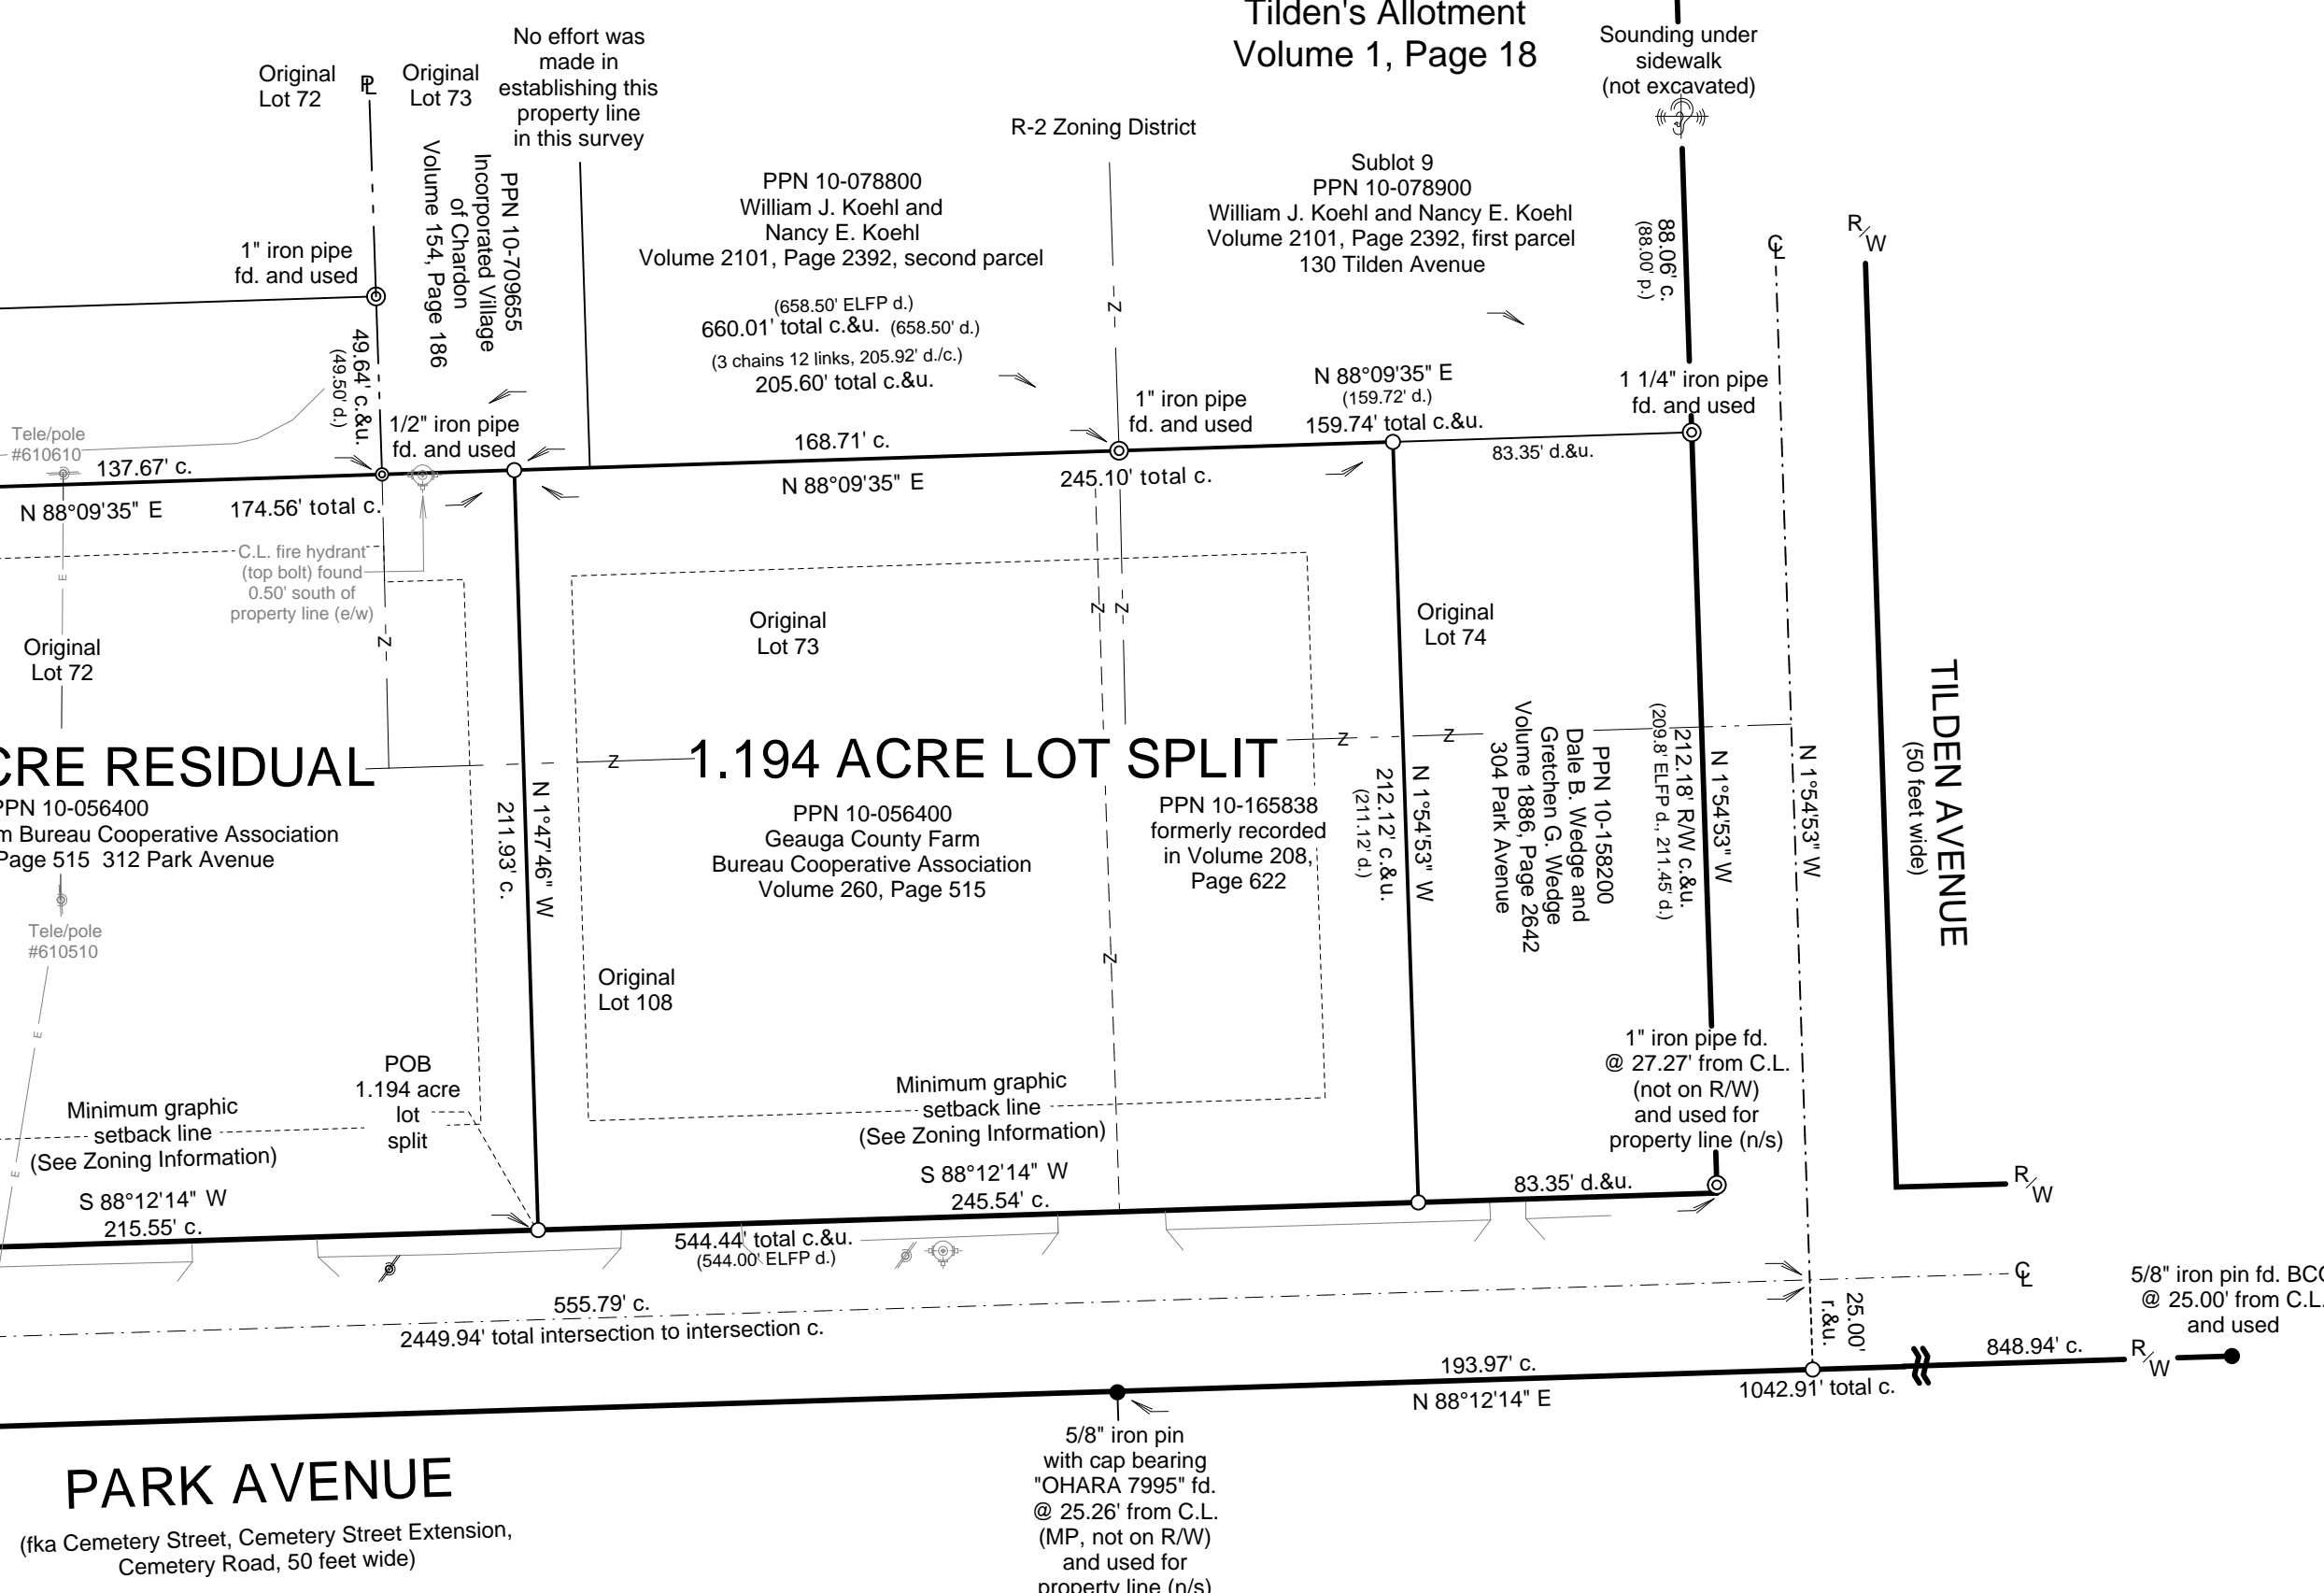 Tilden's Allotment
Volume 1, Page 18
Sounding under
sidewalk
(not excavated)
No effort was
made in
establishing this
property line
in this survey
Original
Lot 72
PL
Original
Lot 73
R-2 Zoning District
PPN 10-709655
Incorporated Village
of Chardon
Volume 154, Page 186
PPN 10-078800
William J. Koehl and
Nancy E. Koehl
Volume 2101, Page 2392, second parcel
Sublot 9
PPN 10-078900
William J. Koehl and Nancy E. Koehl
Volume 2101, Page 2392, first parcel
130 Tilden Avenue
88.06' c.
(88.00' p.)
CL
R/W
1" iron pipe
fd. and used
(658.50' ELFP d.)
660.01' total c.&u. (658.50' d.)
(3 chains 12 links, 205.92' d./c.)
205.60' total c.&u.
Z
49.64' c.&u.
(49.50' d.)
1/2" iron pipe
fd. and used
1" iron pipe
fd. and used
N 88°09'35" E
(159.72' d.)
159.74' total c.&u.
1 1/4" iron pipe
fd. and used
Tele/pole
#610610
137.67' c.
168.71' c.
83.35' d.&u.
N 88°09'35" E
174.56' total c.
N 88°09'35" E
245.10' total c.
C.L. fire hydrant
(top bolt) found
0.50' south of
property line (e/w)
E
Z
Original
Lot 72
Original
Lot 73
Z
Z
Original
Lot 74
CRE RESIDUAL
PPN 10-056400
m Bureau Cooperative Association
Page 515 312 Park Avenue
Z
1.194 ACRE LOT SPLIT
Z
Z
N 1°47'46" W
211.93' c.
PPN 10-056400
Geauga County Farm
Bureau Cooperative Association
Volume 260, Page 515
PPN 10-165838
formerly recorded
in Volume 208,
Page 622
N 1°54'53" W
212.12' c.&u.
(211.12' d.)
PPN 10-158200
Dale B. Wedge and
Gretchen G. Wedge
Volume 1886, Page 2642
304 Park Avenue
N 1°54'53" W
212.18' R/W c.&u.
(209.8' ELFP d., 211.45' d.)
N 1°54'53" W
TILDEN AVENUE
(50 feet wide)
Tele/pole
#610510
Z
Original
Lot 108
E
1" iron pipe fd.
@ 27.27' from C.L.
(not on R/W)
and used for
property line (n/s)
POB
1.194 acre
lot
split
Minimum graphic
setback line
(See Zoning Information)
Minimum graphic
setback line
(See Zoning Information)
E
S 88°12'14" W
215.55' c.
S 88°12'14" W
245.54' c.
83.35' d.&u.
R/W
544.44' total c.&u.
(544.00' ELFP d.)
CL
555.79' c.
2449.94' total intersection to intersection c.
25.00'
r.&u.
5/8" iron pin fd. BCC
@ 25.00' from C.L.
and used
193.97' c.
848.94' c.
R/W
N 88°12'14" E
1042.91' total c.
5/8" iron pin
with cap bearing
"OHARA 7995" fd.
@ 25.26' from C.L.
(MP, not on R/W)
and used for
property line (n/s)
PARK AVENUE
(fka Cemetery Street, Cemetery Street Extension,
Cemetery Road, 50 feet wide)